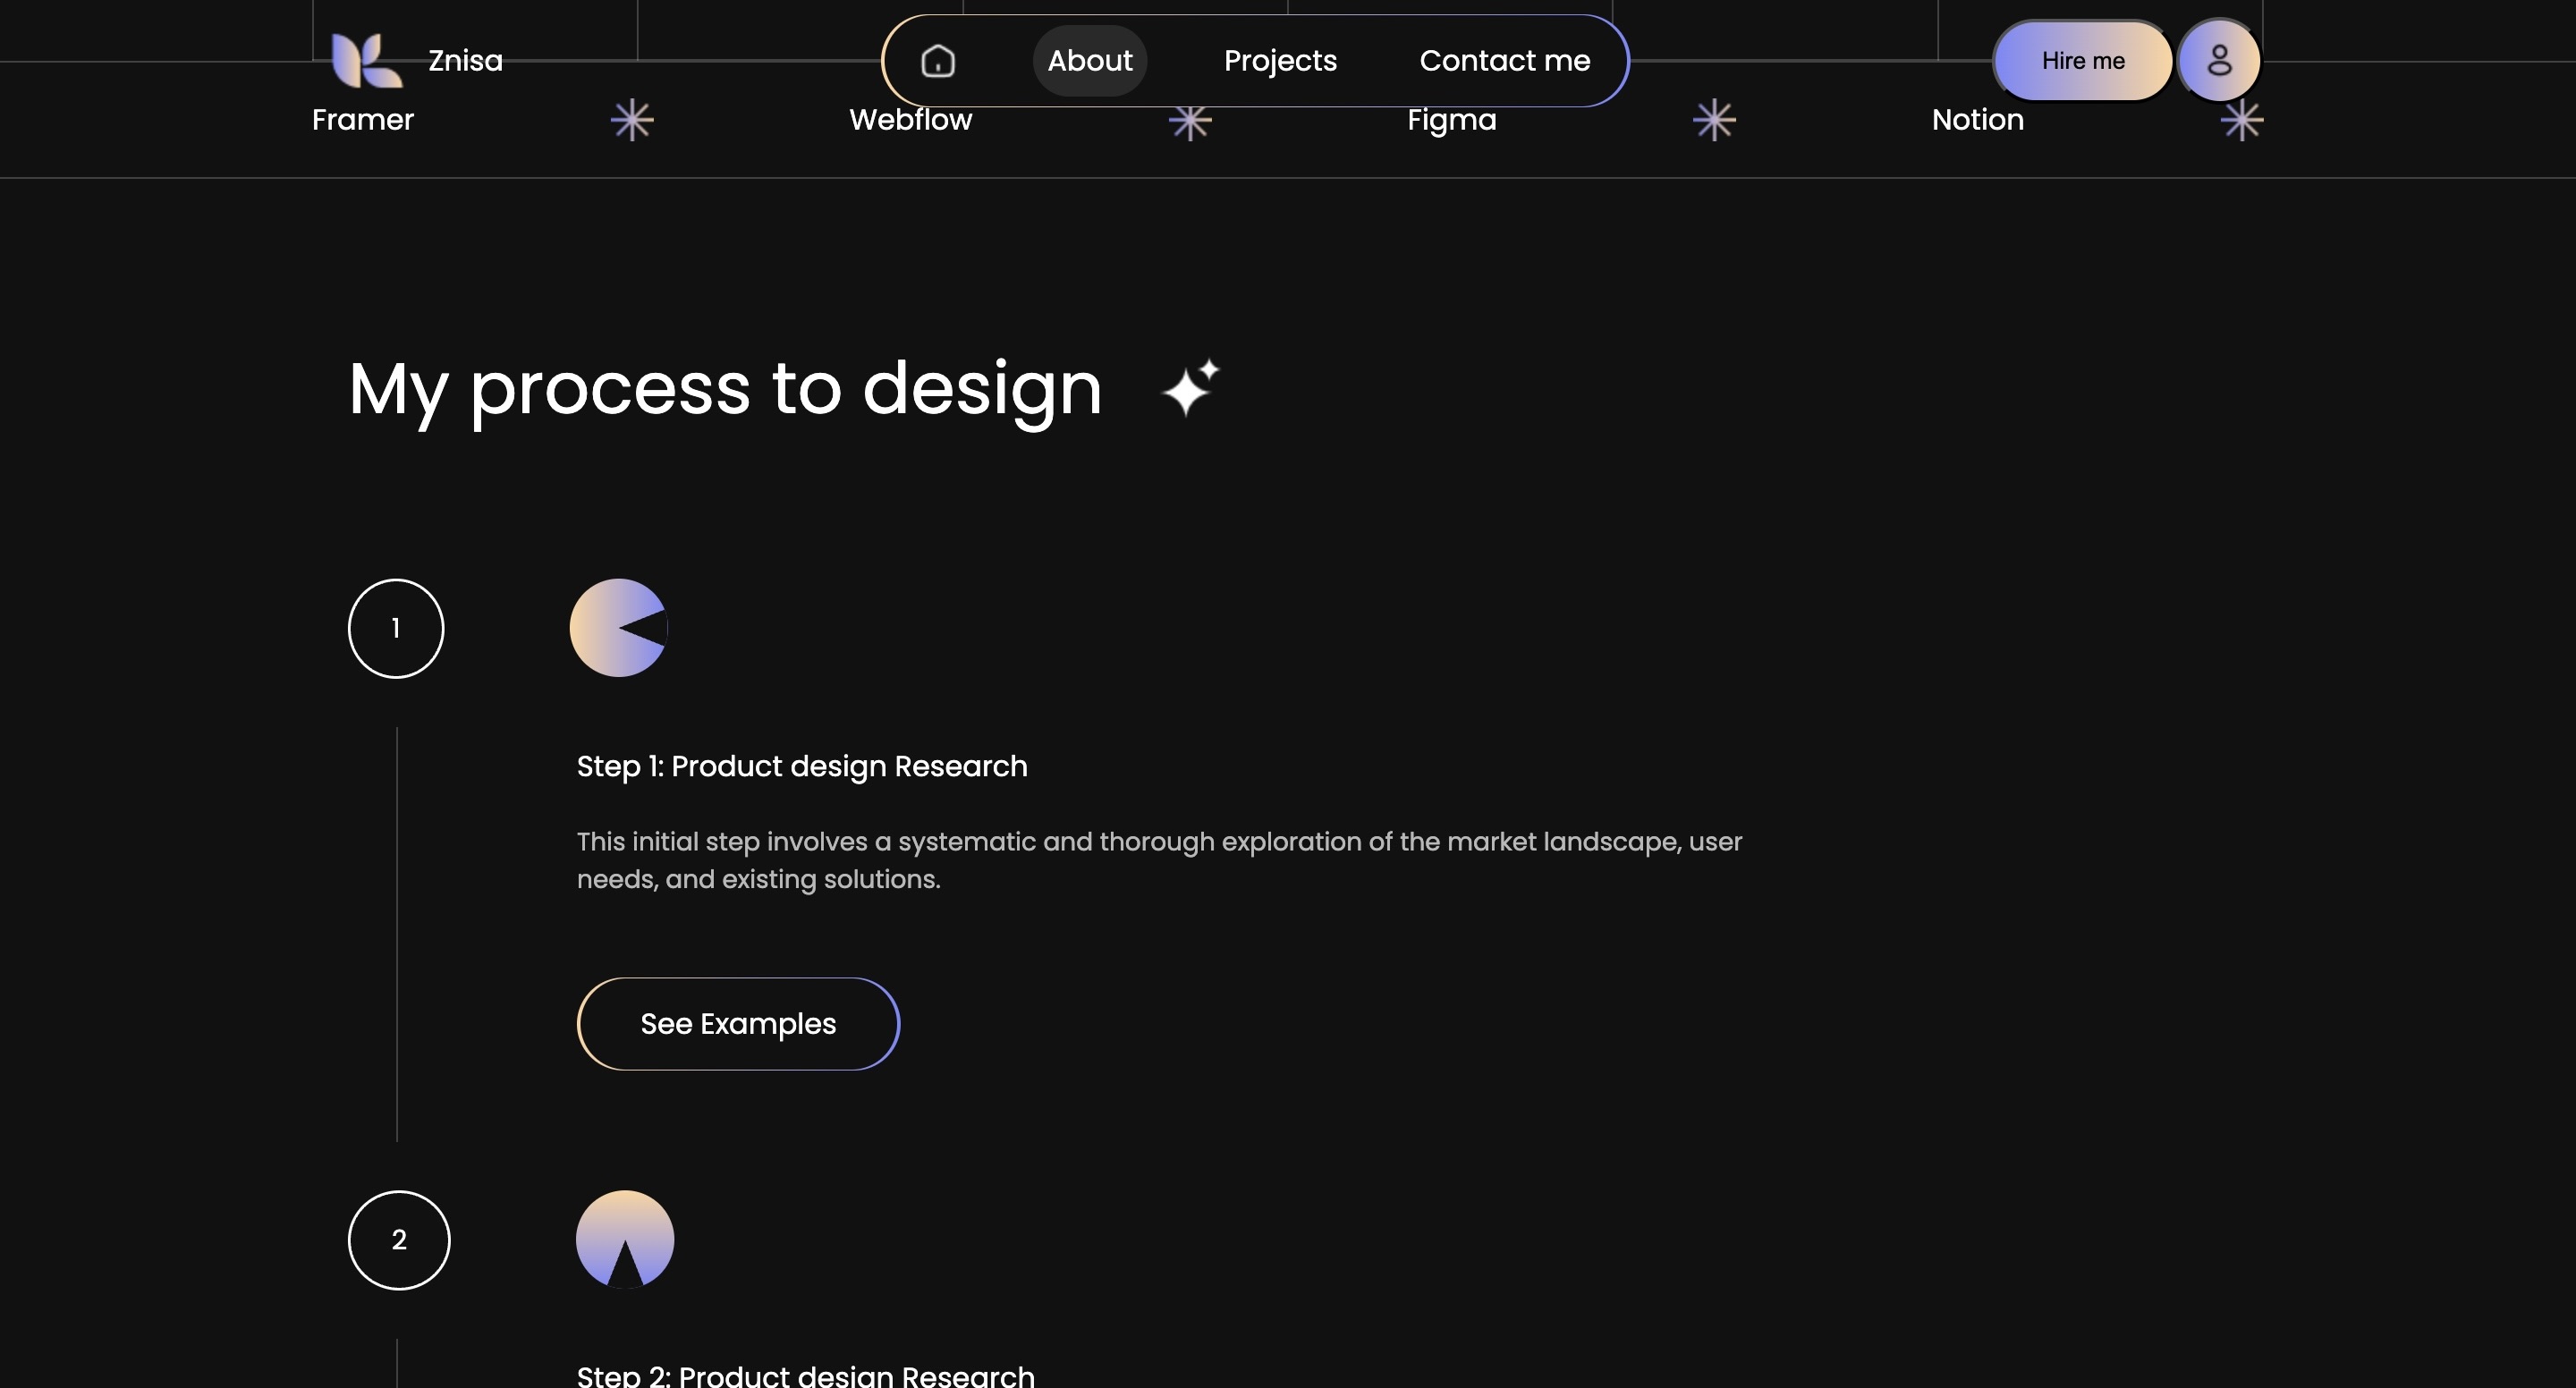 Znisa
About
Projects
Contact me
Hire me
Framer
Webflow
Figma
Notion
My process to design
1
Step 1: Product design Research
This initial step involves a systematic and thorough exploration of the market landscape, user
needs, and existing solutions.
See Examples
2
Step 2: Product design Research